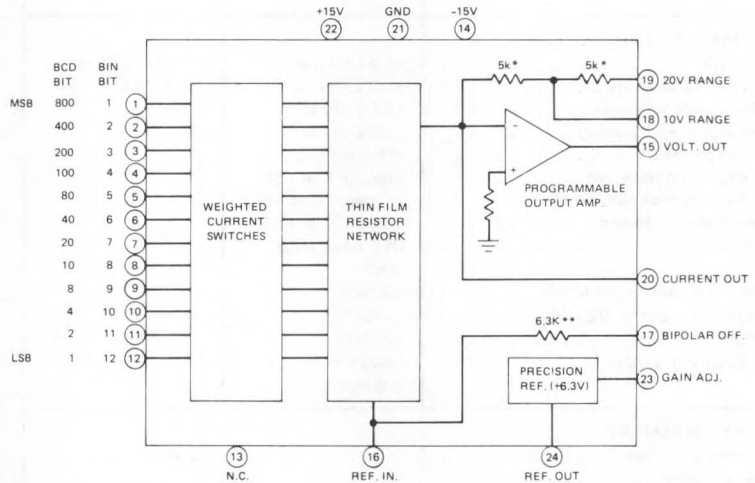 +15V GND -15V
22 21 14
BCD BIT BIN BIT
MSB 800 1 1
400 2 2
200 3 3
100 4 4
80 5 5
40 6 6
20 7 7
10 8 8
8 9 9
4 10 10
2 11 11
LSB 1 12 12
WEIGHTED
CURRENT
SWITCHES
THIN FILM
RESISTOR
NETWORK
5k* 5k*
19 20V RANGE
18 10V RANGE
15 VOLT. OUT
-
+
PROGRAMMABLE
OUTPUT AMP.
20 CURRENT OUT
6.3K**
17 BIPOLAR OFF.
PRECISION
REF. (+6.3V)
23 GAIN ADJ.
13 16 24
N.C. REF. IN. REF. OUT